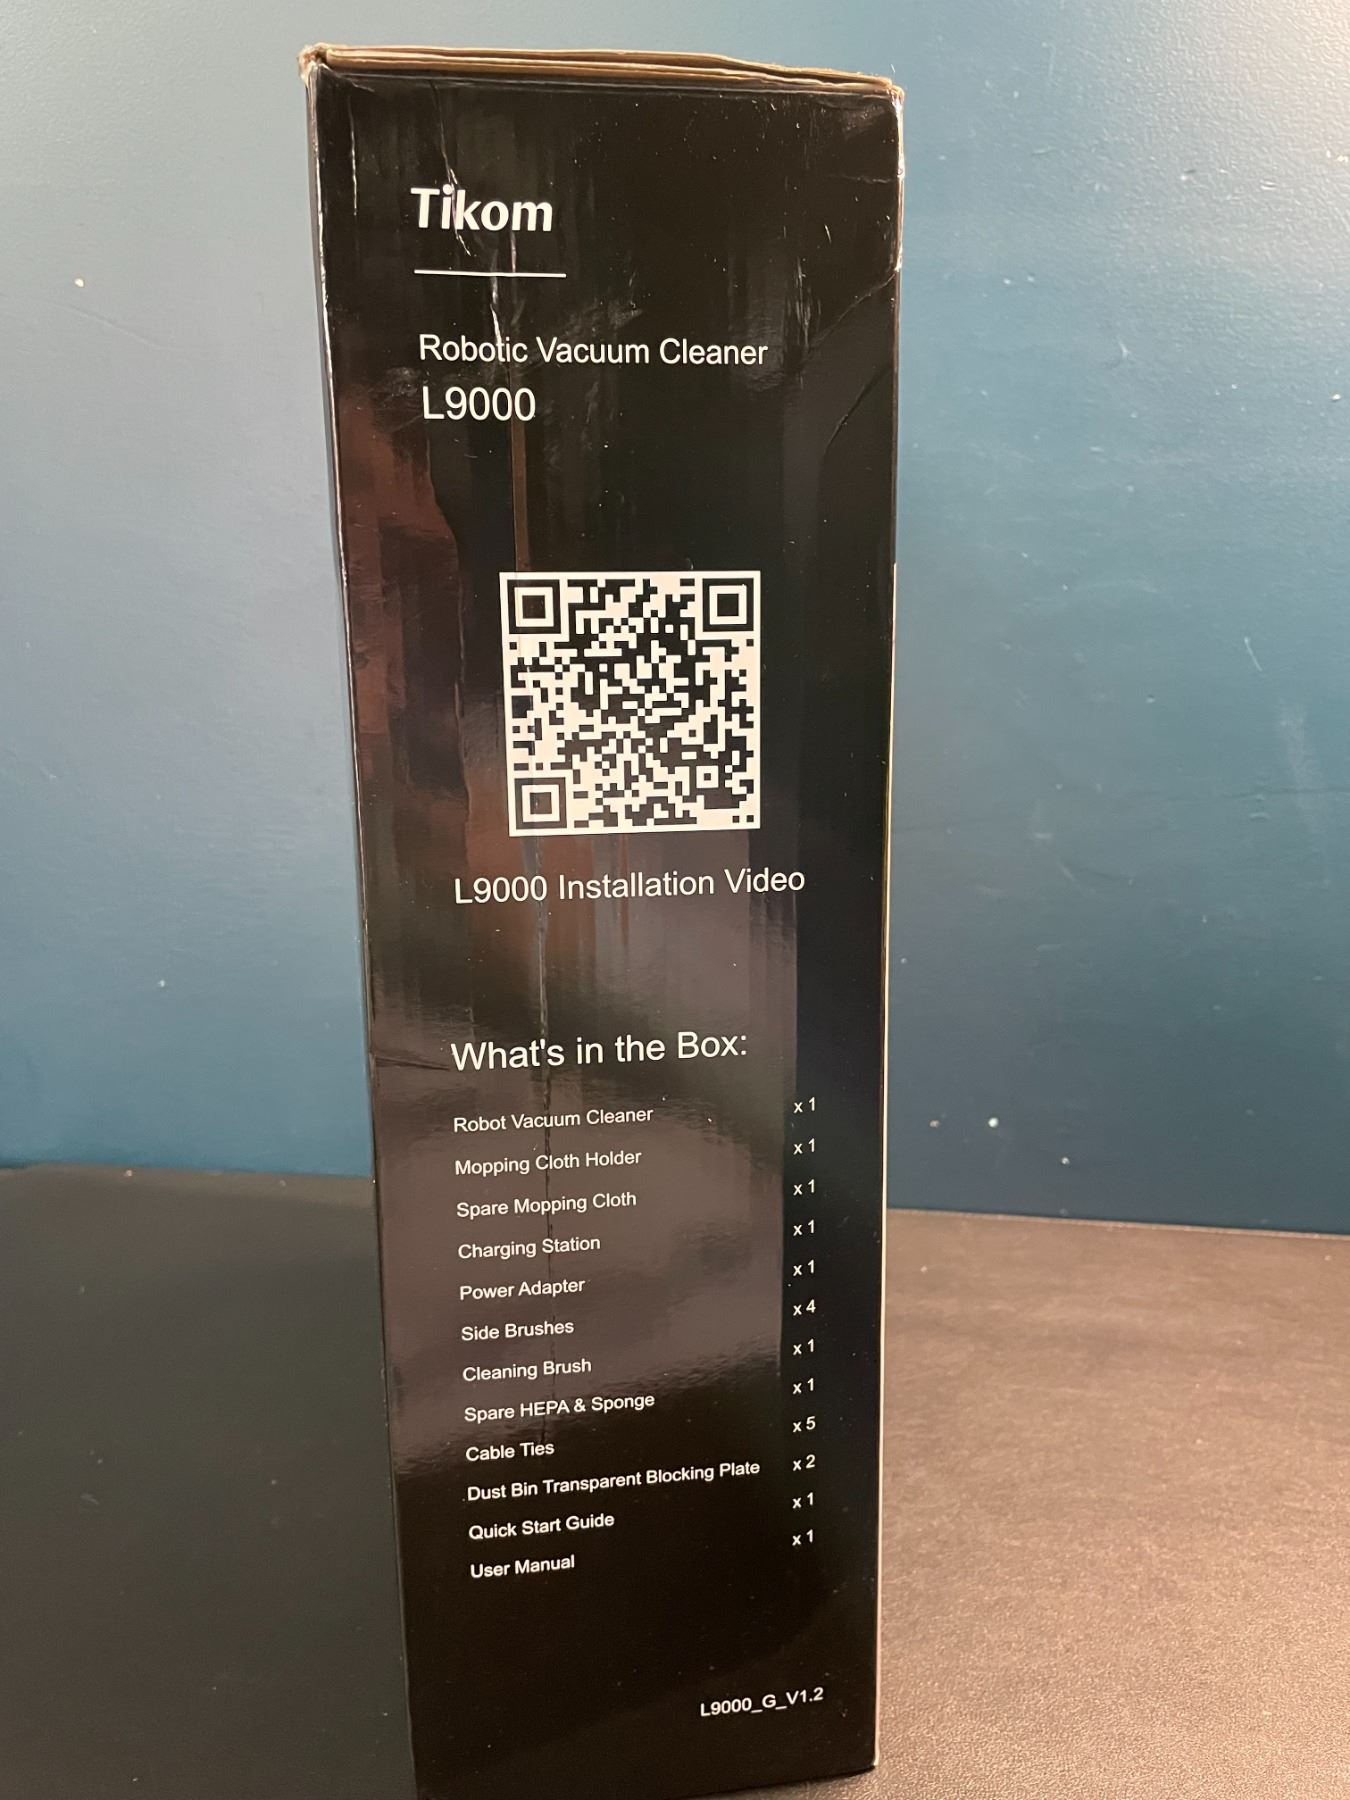 Tikom
Robotic Vacuum Cleaner
L9000
L9000 Installation Video
What's in the Box:
Robot Vacuum Cleaner x 1
Mopping Cloth Holder x 1
Spare Mopping Cloth x 1
Charging Station x 1
Power Adapter x 1
Side Brushes x 4
Cleaning Brush x 1
Spare HEPA & Sponge x 1
Cable Ties x 5
Dust Bin Transparent Blocking Plate x 2
Quick Start Guide x 1
User Manual x 1
L9000_G_V1.2